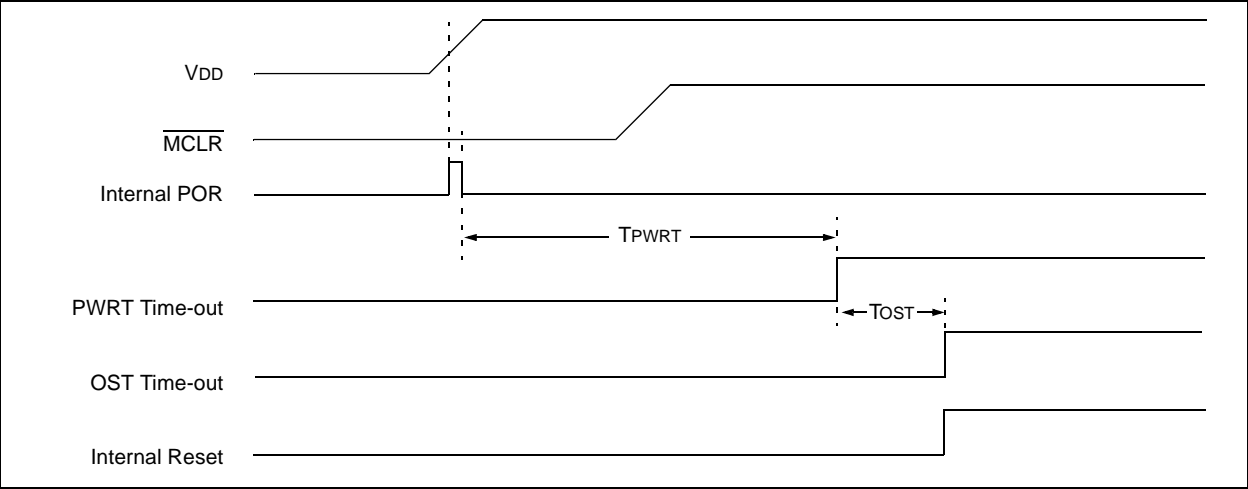 VDD
MCLR
Internal POR
TPWRT
PWRT Time-out
TOST
OST Time-out
Internal Reset